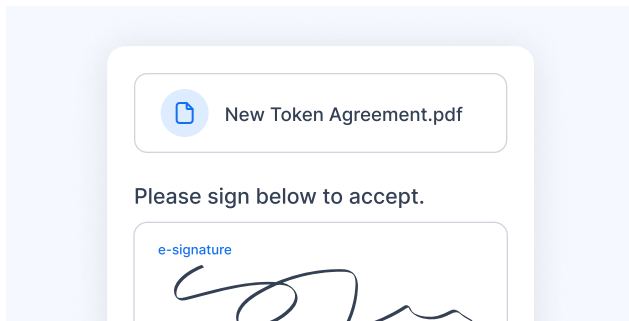 New Token Agreement.pdf
Please sign below to accept.
e-signature